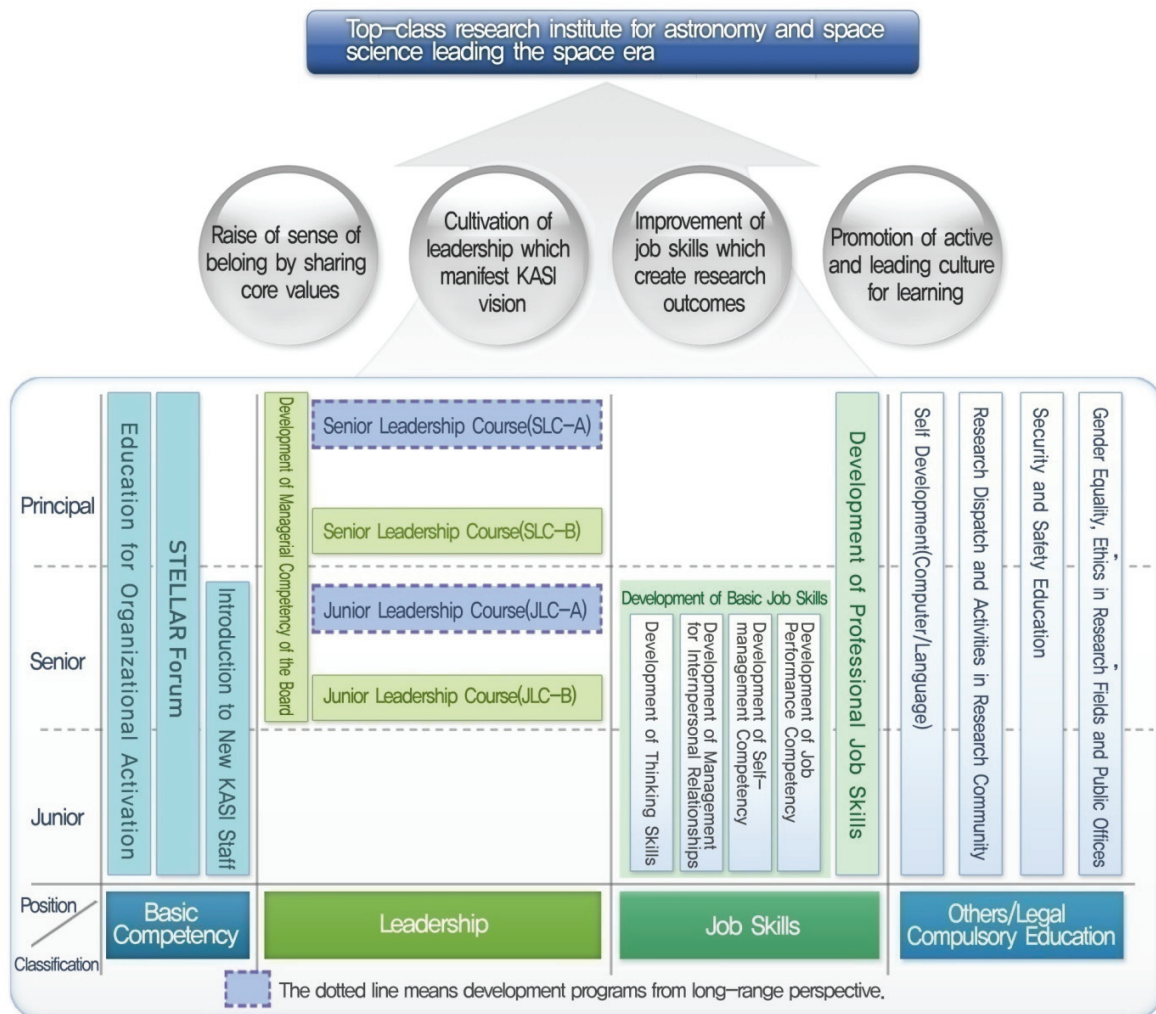 Top-class research institute for astronomy and space
science leading the space era
Raise of sense of
beloing by sharing
core values
Cultivation of
leadership which
manifest KASI
vision
Improvement of
job skills which
create research
outcomes
Promotion of active
and leading culture
for learning
Principal
Senior
Junior
Education for Organizational Activation
STELLAR Forum
Introduction to New KASI Staff
Development of Managerial Competency of the Board
Senior Leadership Course(SLC-A)
Senior Leadership Course(SLC-B)
Junior Leadership Course(JLC-A)
Junior Leadership Course(JLC-B)
Development of Basic Job Skills
Development of Thinking Skills
Development of Management
for Internpersonal Relationships
Development of Self-
management Competency
Development of Job
Performance Competency
Development of Professional Job Skills
Self Development(Computer/Language)
Research Dispatch and Activities in Research Community
Security and Safety Education
Gender Equality, Ethics in Research Fields and Public Offices
Position
Classification
Basic
Competency
Leadership
Job Skills
Others/Legal
Compulsory Education
The dotted line means development programs from long-range perspective.